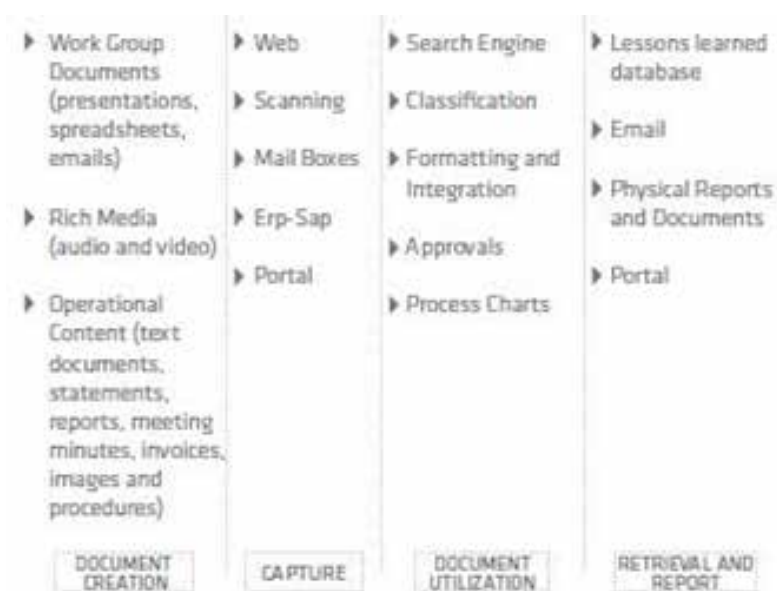 Work Group
Documents
(presentations,
spreadsheets,
emails)
Rich Media
(audio and video)
Operational
Content (text
documents,
statements,
reports, meeting
minutes, invoices,
images and
procedures)
DOCUMENT
CREATION
Web
Scanning
Mail Boxes
Erp-Sap
Portal
CAPTURE
Search Engine
Classification
Formatting and
Integration
Approvals
Process Charts
DOCUMENT
UTILIZATION
Lessons learned
database
Email
Physical Reports
and Documents
Portal
RETRIEVAL AND
REPORT